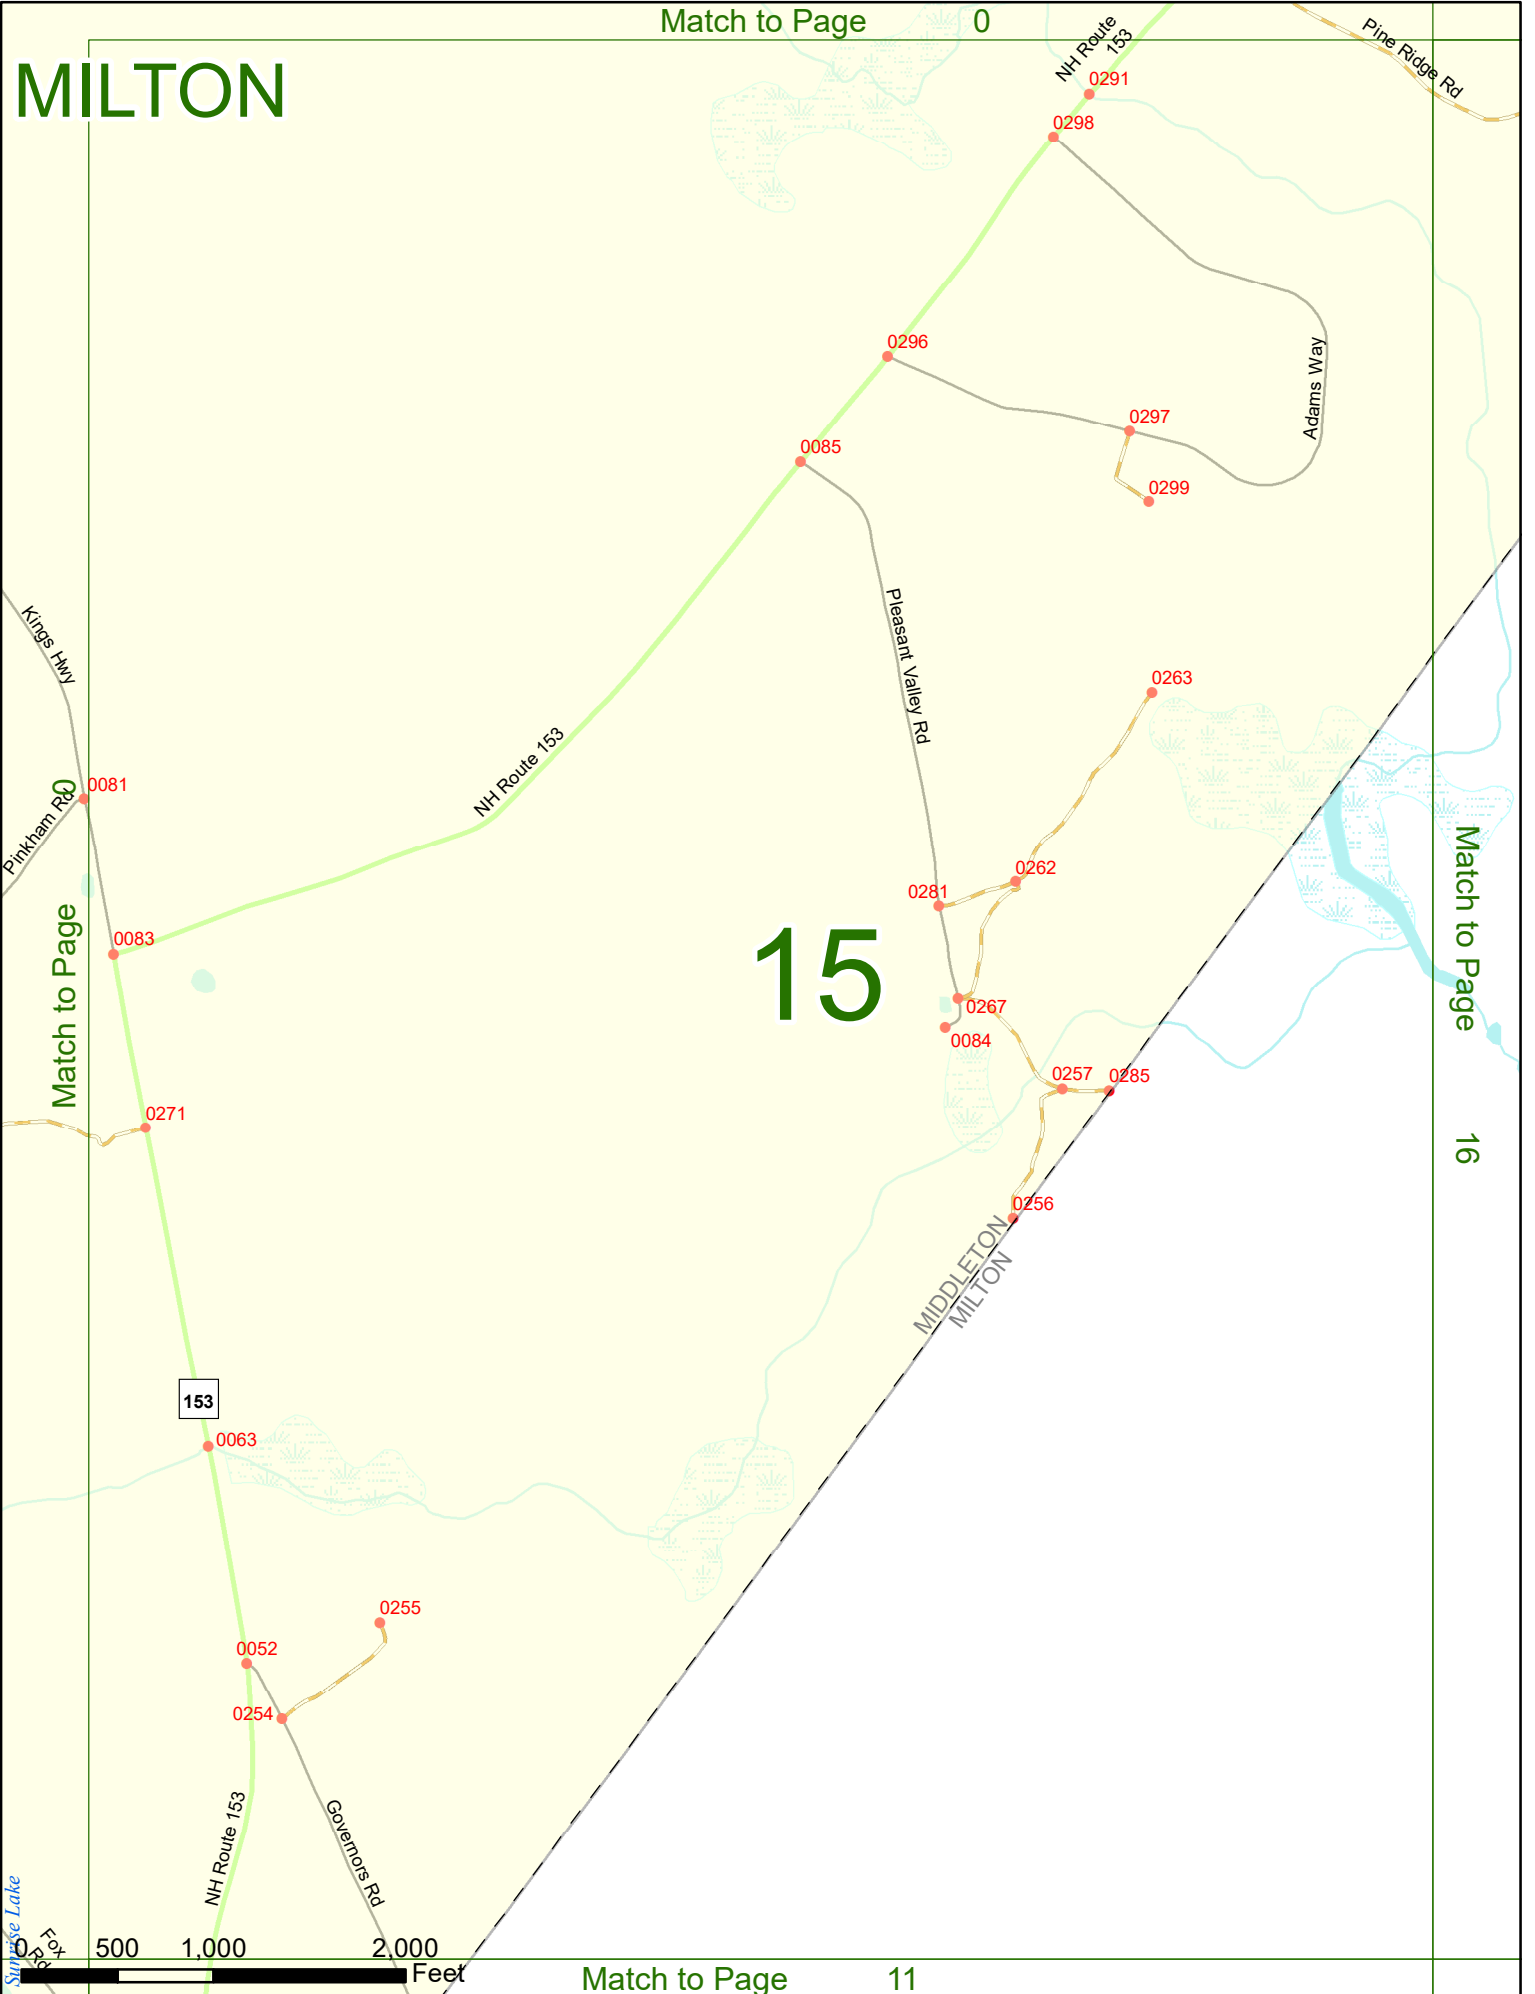 Match to Page 0
MILTON
NH Route
153
Pine Ridge Rd
0291
0298
0296
Adams Way
0297
0085
0299
Kings Hwy
Pleasant Valley Rd
0263
NH Route 153
0081
0
Pinkham Rd
Match to Page
0262
0281
0083
15
Match to Page
16
0267
0084
0257
0285
0271
0256
MIDDLETON
MILTON
153
0063
0255
0052
0254
NH Route 153
Governors Rd
Sunrise Lake
Fox
Rd
0 500 1,000 2,000
Feet
Match to Page 11